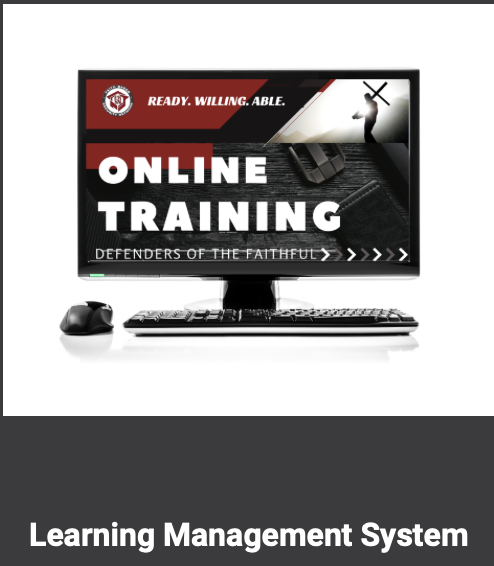 READY. WILLING. ABLE.
ONLINE
TRAINING
DEFENDERS OF THE FAITHFUL
Learning Management System